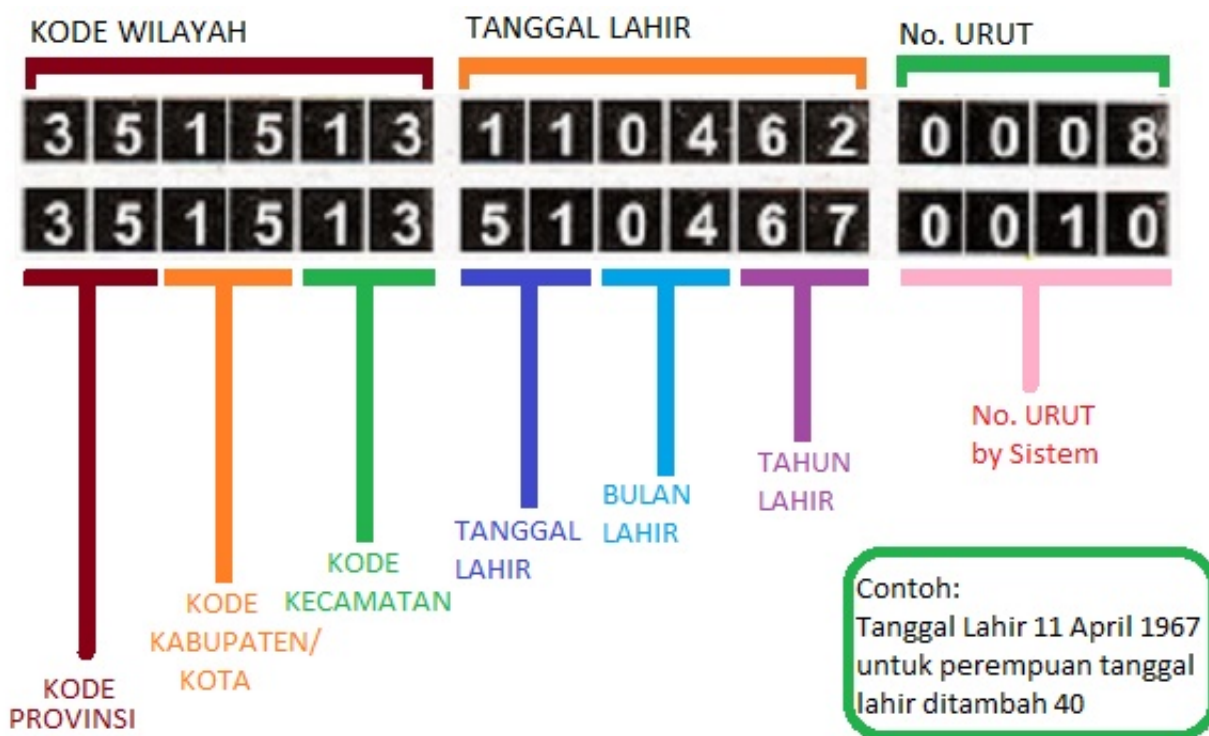 KODE WILAYAH TANGGAL LAHIR No. URUT
3 5 1 5 1 3 1 1 0 4 6 2 0 0 0 8
3 5 1 5 1 3 5 1 0 4 6 7 0 0 1 0
KODE
PROVINSI
KODE
KABUPATEN/
KOTA
KODE
KECAMATAN
TANGGAL
LAHIR
BULAN
LAHIR
TAHUN
LAHIR
No. URUT
by Sistem
Contoh:
Tanggal Lahir 11 April 1967
untuk perempuan tanggal
lahir ditambah 40